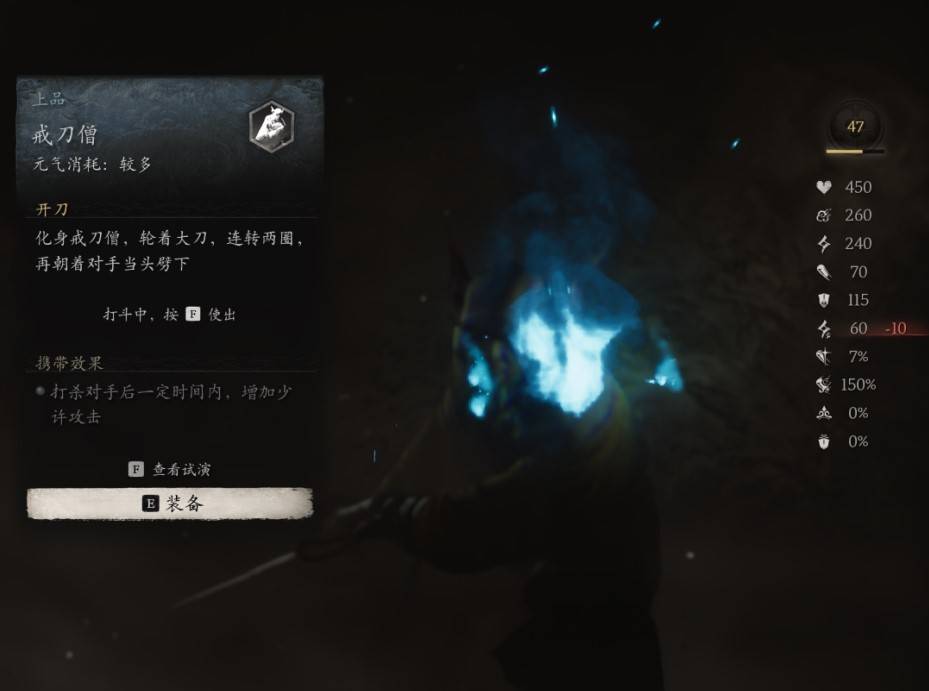 上品
戒刀僧
元气消耗：较多
开刀
化身戒刀僧，轮着大刀，连转两圈，
再朝着对手当头劈下
打斗中，按 F 使出
携带效果
打杀对手后一定时间内，增加少
许攻击
F 查看试演
E 装备
47
450
260
240
70
115
60 -10
7%
150%
0%
0%